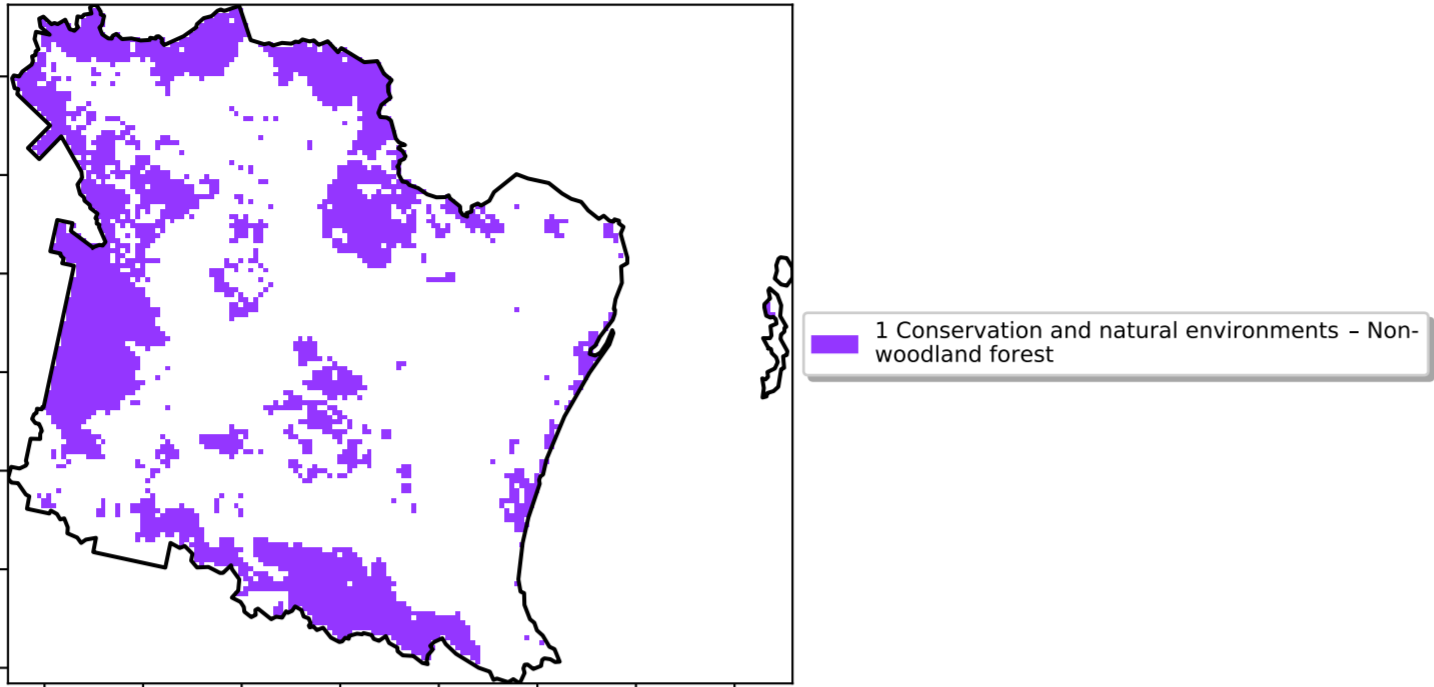 1 Conservation and natural environments – Non-
woodland forest